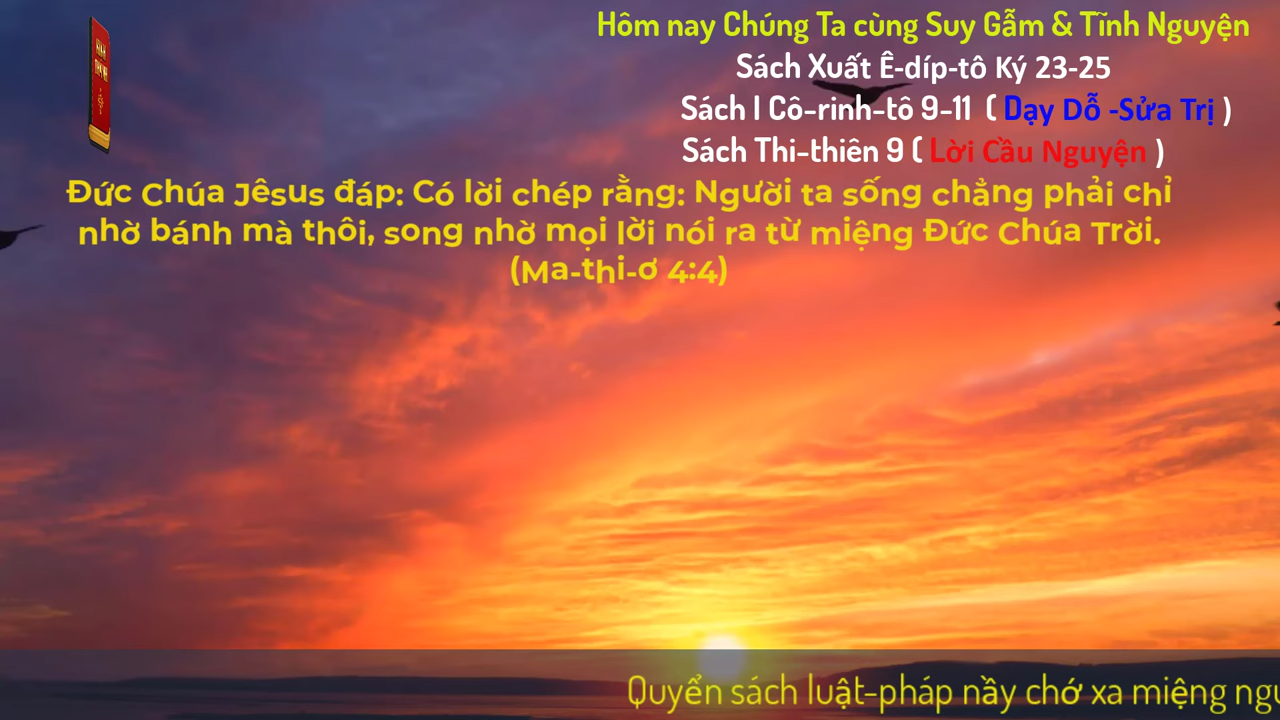 Hôm nay Chúng Ta cùng Suy Gẫm & Tĩnh Nguyện
Sách Xuất Ê-díp-tô Ký 23-25
Sách I Cô-rinh-tô 9-11 ( Dạy Dỗ -Sửa Trị )
Sách Thi-thiên 9 ( Lời Cầu Nguyện )
Đức Chúa Jêsus đáp: Có lời chép rằng: Người ta sống chẳng phải chỉ
nhờ bánh mà thôi, song nhờ mọi lời nói ra từ miệng Đức Chúa Trời.
(Ma-thi-ơ 4:4)
Quyển sách luật-pháp nầy chớ xa miệng